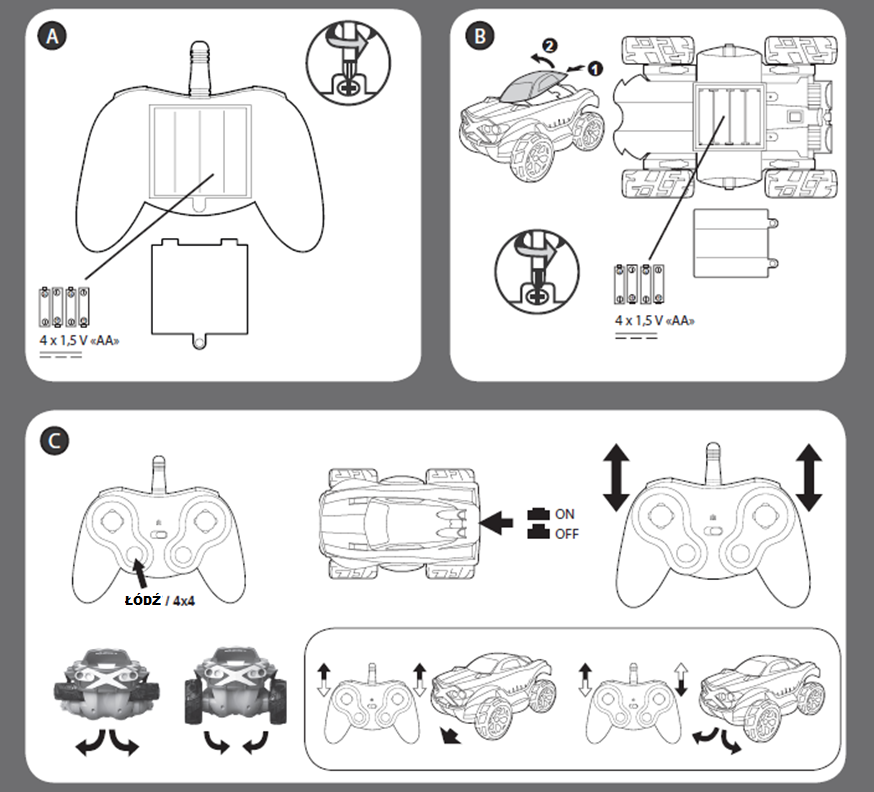 A
4 x 1,5 V «AA»
B
2
1
4 x 1,5 V «AA»
C
ON
OFF
ŁÓDŹ / 4x4